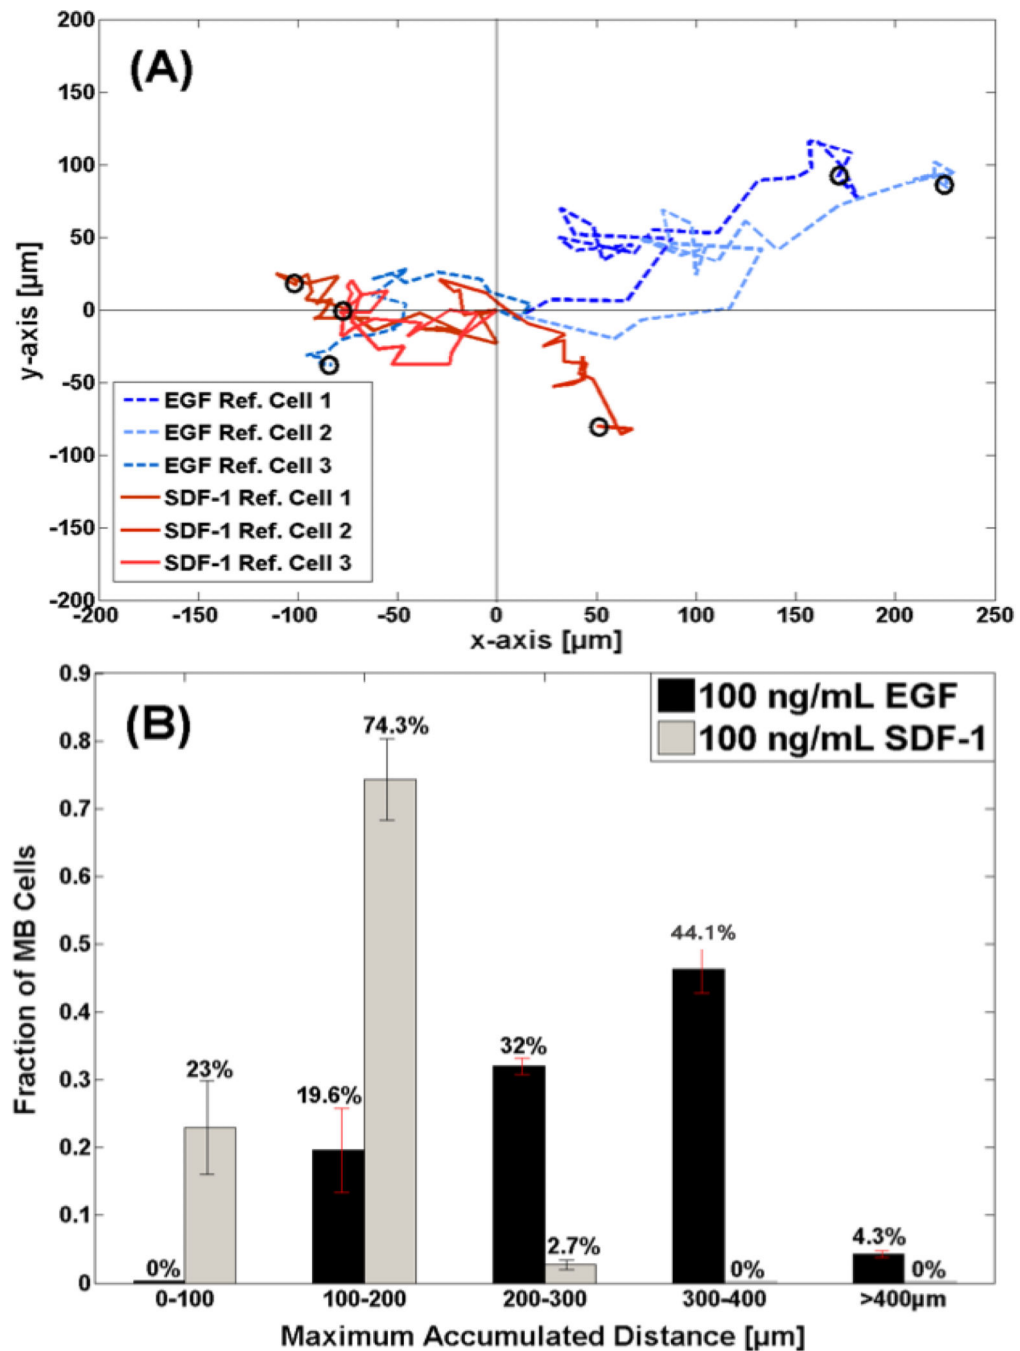 (A)
200
150
100
50
0
-50
-100
-150
-200
y-axis [µm]
EGF Ref. Cell 1
EGF Ref. Cell 2
EGF Ref. Cell 3
SDF-1 Ref. Cell 1
SDF-1 Ref. Cell 2
SDF-1 Ref. Cell 3
-200 -150 -100 -50 0 50 100 150 200 250
x-axis [µm]
(B)
100 ng/mL EGF
100 ng/mL SDF-1
0.9
0.8
0.7
0.6
0.5
0.4
0.3
0.2
0.1
0
Fraction of MB Cells
0% 23% 19.6% 74.3% 32% 2.7% 44.1% 0% 4.3% 0%
0-100 100-200 200-300 300-400 >400µm
Maximum Accumulated Distance [µm]